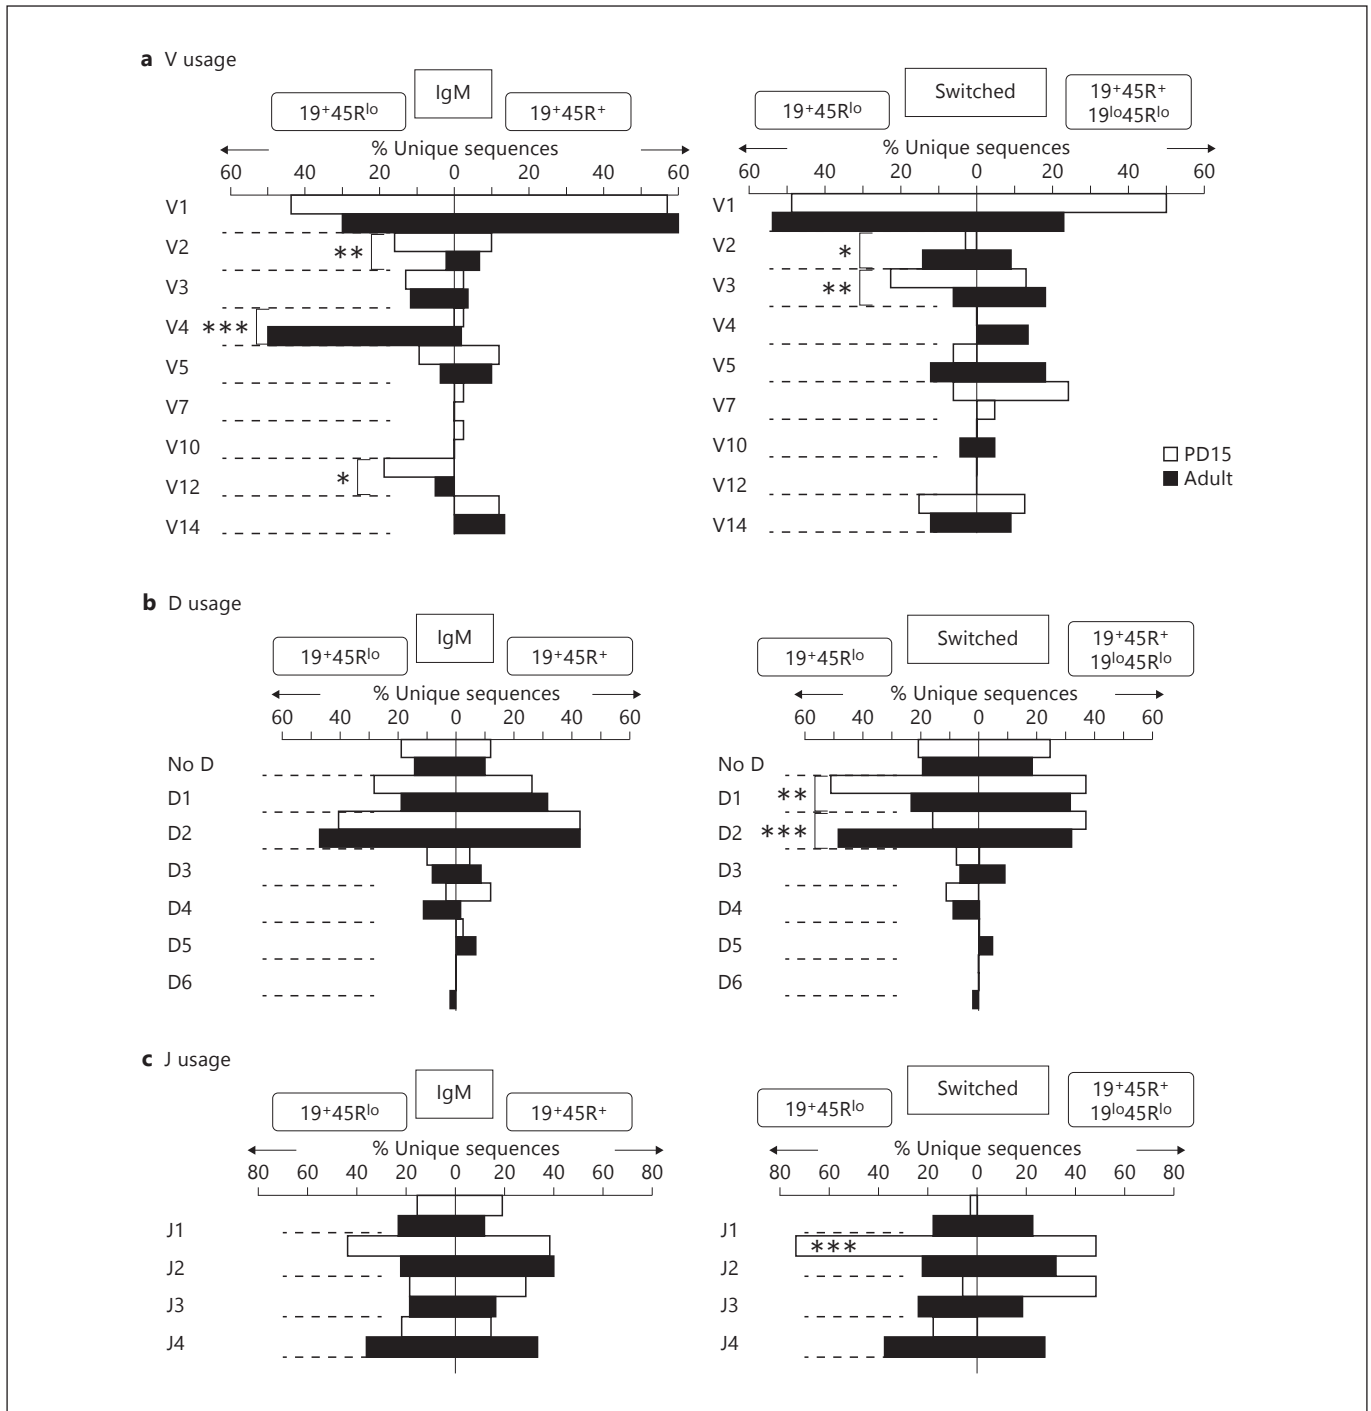 a V usage
IgM
Switched
19+45Rlo
19+45R+
19+45Rlo
19+45R+
19lo45Rlo
% Unique sequences
% Unique sequences
60 40 20 0 20 40 60
60 40 20 0 20 40 60
V1
V2
**
V3
V4 ***
V5
V7
V10
V12
*
V14
V1
V2
*
V3
**
V4
V5
V7
V10
V12
V14
PD15
Adult
b D usage
IgM
Switched
19+45Rlo
19+45R+
19+45Rlo
19+45R+
19lo45Rlo
% Unique sequences
% Unique sequences
60 40 20 0 20 40 60
60 40 20 0 20 40 60
No D
D1
D2
D3
D4
D5
D6
No D
D1
**
D2
***
D3
D4
D5
D6
c J usage
IgM
Switched
19+45Rlo
19+45R+
19+45Rlo
19+45R+
19lo45Rlo
% Unique sequences
% Unique sequences
80 60 40 20 0 20 40 60 80
80 60 40 20 0 20 40 60 80
J1
J2
J3
J4
J1
***
J2
J3
J4